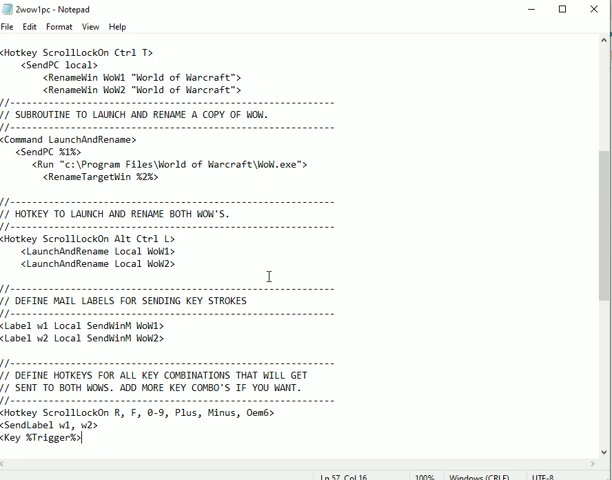 2wow1pc - Notepad
File Edit Format View Help
<Hotkey ScrollLockOn Ctrl T>
<SendPC local>
<RenameWin WoW1 "World of Warcraft">
<RenameWin WoW2 "World of Warcraft">
//-----------------------------------------------------------
// SUBROUTINE TO LAUNCH AND RENAME A COPY OF WOW.
//-----------------------------------------------------------
<Command LaunchAndRename>
<SendPC %1%>
<Run "c:\Program Files\World of Warcraft\WoW.exe">
<RenameTargetWin %2%>
//-----------------------------------------------------------
// HOTKEY TO LAUNCH AND RENAME BOTH WOW'S.
//-----------------------------------------------------------
<Hotkey ScrollLockOn Alt Ctrl L>
<LaunchAndRename Local WoW1>
<LaunchAndRename Local WoW2>
//-----------------------------------------------------------
// DEFINE MAIL LABELS FOR SENDING KEY STROKES
//-----------------------------------------------------------
<Label w1 Local SendWinM WoW1>
<Label w2 Local SendWinM WoW2>
//-----------------------------------------------------------
// DEFINE HOTKEYS FOR ALL KEY COMBINATIONS THAT WILL GET
// SENT TO BOTH WOWS. ADD MORE KEY COMBO'S IF YOU WANT.
//-----------------------------------------------------------
<Hotkey ScrollLockOn R, F, 0-9, Plus, Minus, Oem6>
<SendLabel w1, w2>
<Key %Trigger%>
Ln 57, Col 16 100% Windows (CRLF) UTF-8